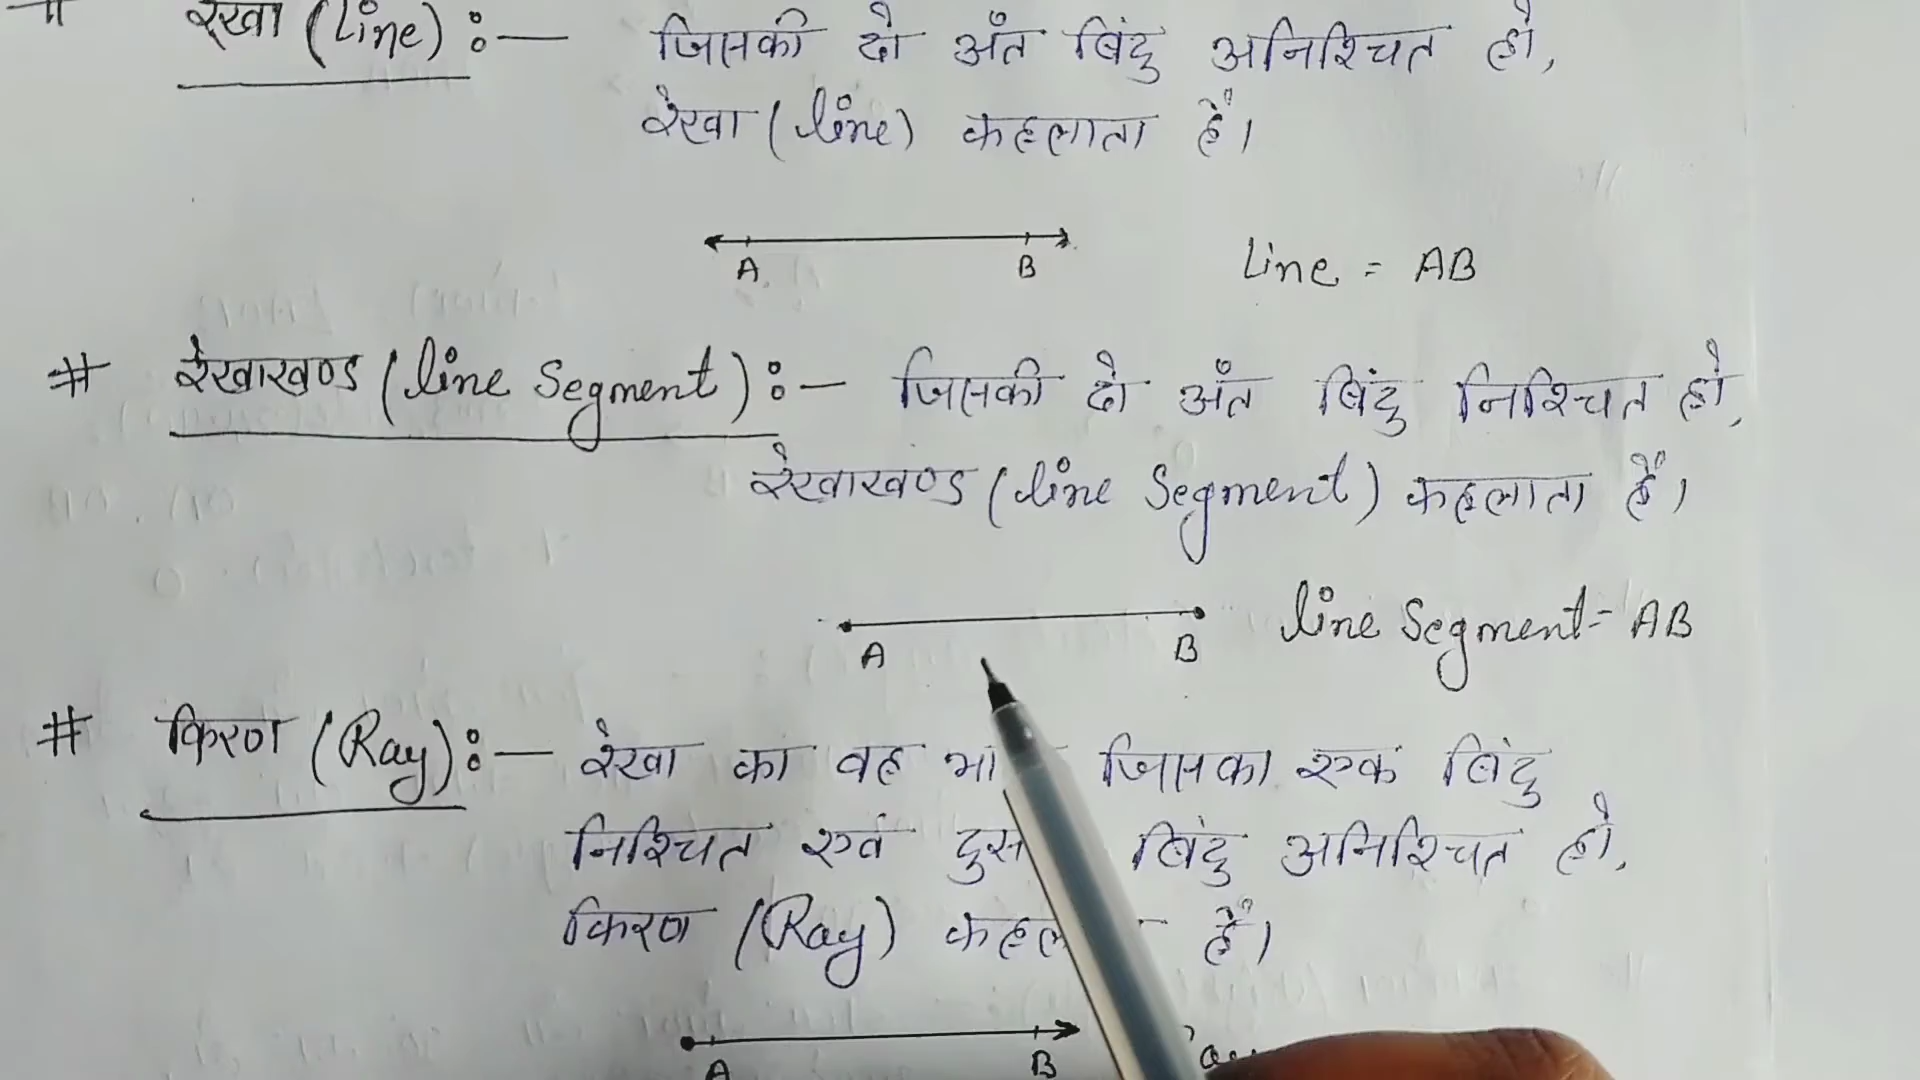 # रेखा (Line) :— जिसकी दो अंत बिंदु अनिश्चित हो,
रेखा (line) कहलाता हैं।
A B Line = AB
# रेखाखण्ड (line Segment) :— जिसकी दो अंत बिंदु निश्चित हो,
रेखाखण्ड (line Segment) कहलाता हैं।
A B line Segment = AB
# किरण (Ray) :— रेखा का वह जिसका एक बिंदु
निश्चित एवं बिंदु अनिश्चित हो,
किरण (Ray) हैं।
A B